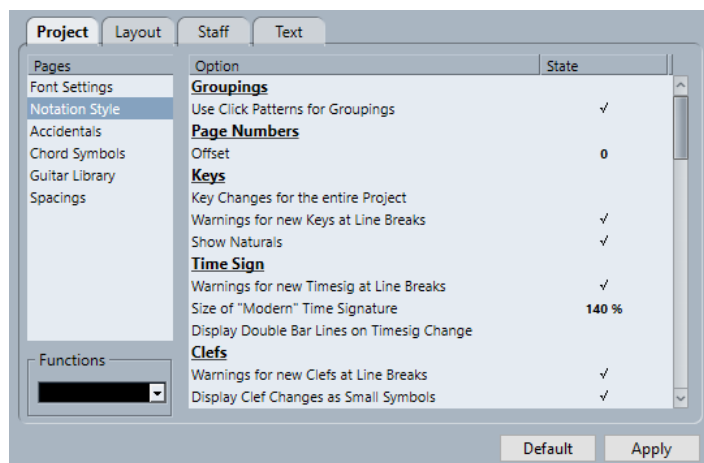 Project Layout Staff Text
Pages Option State
Font Settings Groupings
Notation Style Use Click Patterns for Groupings ✓
Accidentals Page Numbers
Chord Symbols Offset 0
Guitar Library Keys
Spacings Key Changes for the entire Project
Warnings for new Keys at Line Breaks ✓
Show Naturals ✓
Time Sign
Warnings for new Timesig at Line Breaks ✓
Size of "Modern" Time Signature 140 %
Display Double Bar Lines on Timesig Change
Functions Clefs
Warnings for new Clefs at Line Breaks ✓
Display Clef Changes as Small Symbols ✓
Default Apply